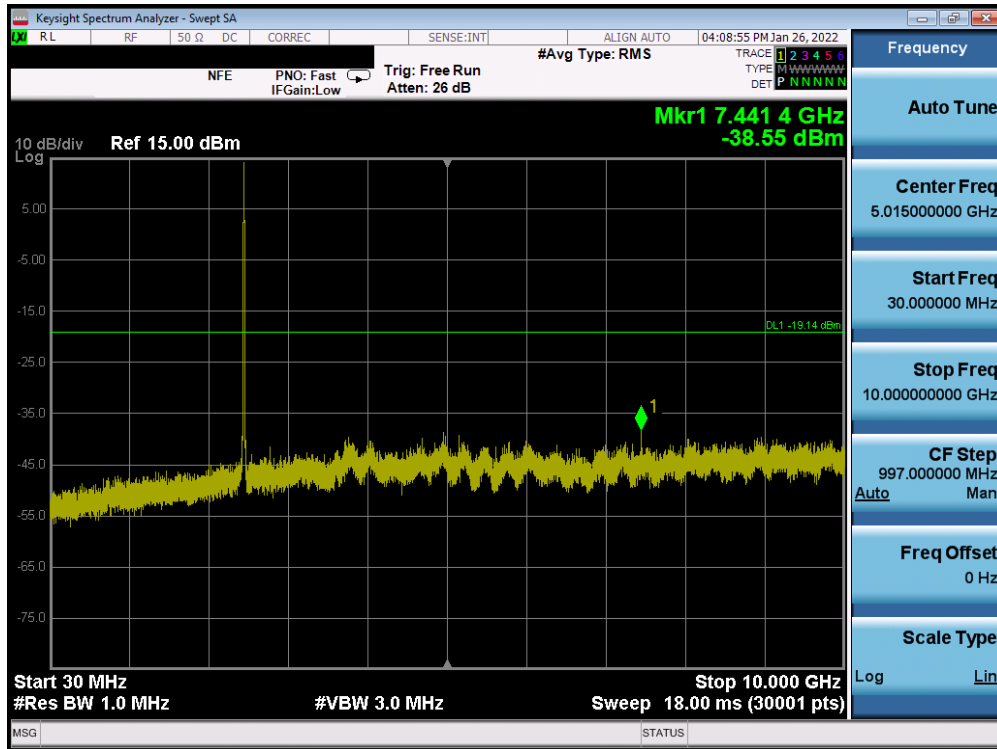 Keysight Spectrum Analyzer - Swept SA
LXI RL RF 50 Ω DC CORREC SENSE:INT ALIGN AUTO 04:08:55 PM Jan 26, 2022
NFE PNO: Fast Trig: Free Run #Avg Type: RMS TRACE 1 2 3 4 5 6
IFGain:Low Atten: 26 dB TYPE M WWWWW
DET P N N N N N
Mkr1 7.441 4 GHz
-38.55 dBm
10 dB/div Ref 15.00 dBm
Log
5.00
-5.00
-15.0
DL1 -19.14 dBm
-25.0
-35.0
1
-45.0
-55.0
-65.0
-75.0
Start 30 MHz Stop 10.000 GHz
#Res BW 1.0 MHz #VBW 3.0 MHz Sweep 18.00 ms (30001 pts)
MSG STATUS
Frequency
Auto Tune
Center Freq
5.015000000 GHz
Start Freq
30.000000 MHz
Stop Freq
10.000000000 GHz
CF Step
997.000000 MHz
Auto Man
Freq Offset
0 Hz
Scale Type
Log Lin